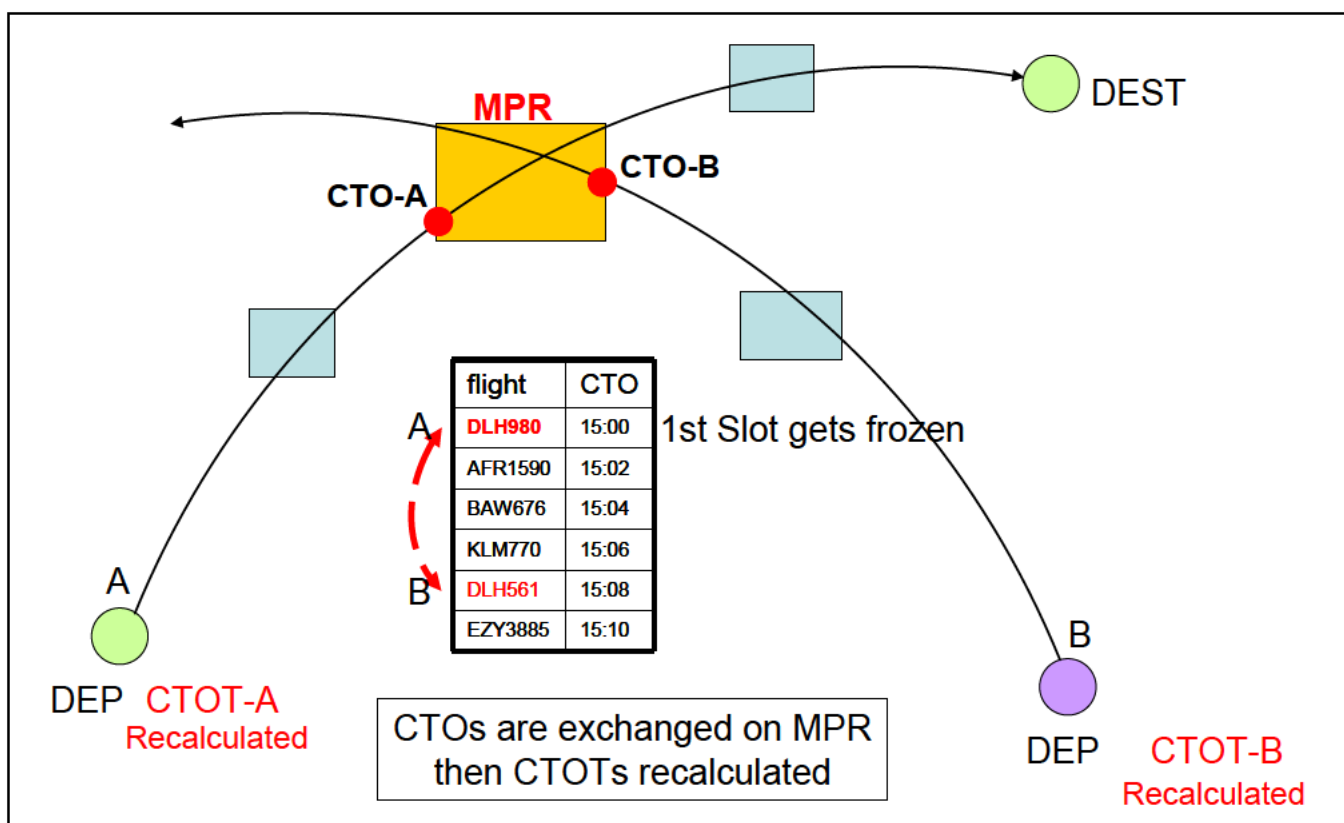 DEST
MPR
CTO-B
CTO-A
flight CTO
A DLH980 15:00 1st Slot gets frozen
AFR1590 15:02
BAW676 15:04
KLM770 15:06
B DLH561 15:08
EZY3885 15:10
A
DEP CTOT-A
Recalculated
B
DEP CTOT-B
Recalculated
CTOs are exchanged on MPR
then CTOTs recalculated